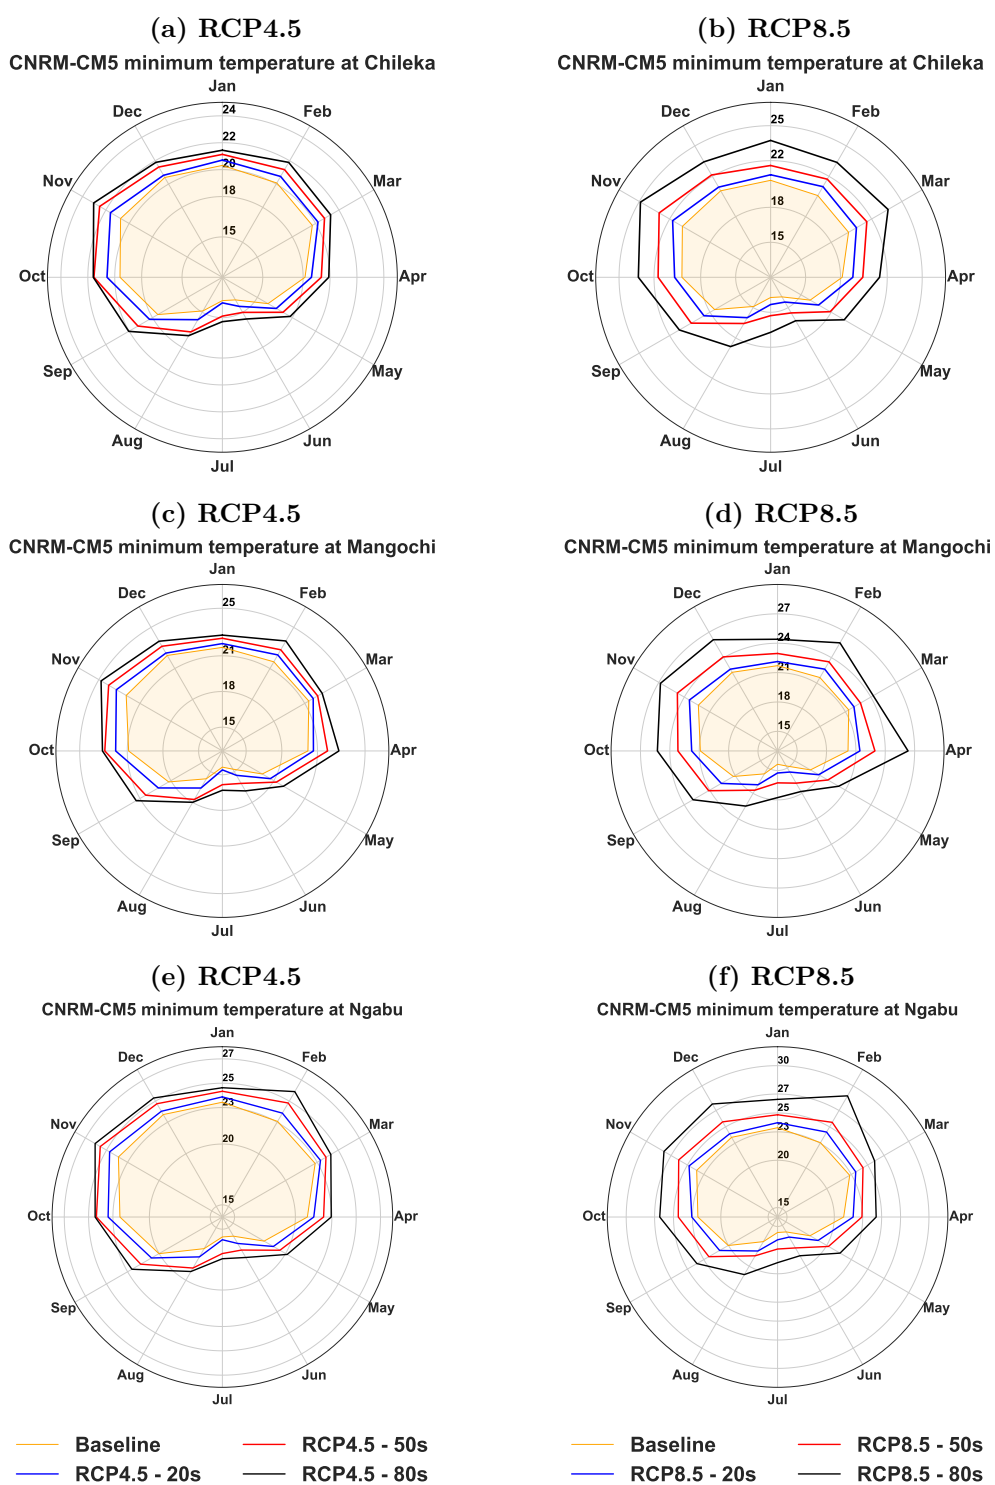 (a) RCP4.5
CNRM-CM5 minimum temperature at Chileka
Jan
Feb
Mar
Apr
May
Jun
Jul
Aug
Sep
Oct
Nov
Dec
24
22
20
18
15
(b) RCP8.5
CNRM-CM5 minimum temperature at Chileka
Jan
Feb
Mar
Apr
May
Jun
Jul
Aug
Sep
Oct
Nov
Dec
25
22
18
15
(c) RCP4.5
CNRM-CM5 minimum temperature at Mangochi
Jan
Feb
Mar
Apr
May
Jun
Jul
Aug
Sep
Oct
Nov
Dec
25
21
18
15
(d) RCP8.5
CNRM-CM5 minimum temperature at Mangochi
Jan
Feb
Mar
Apr
May
Jun
Jul
Aug
Sep
Oct
Nov
Dec
27
24
21
18
15
(e) RCP4.5
CNRM-CM5 minimum temperature at Ngabu
Jan
Feb
Mar
Apr
May
Jun
Jul
Aug
Sep
Oct
Nov
Dec
27
25
23
20
15
(f) RCP8.5
CNRM-CM5 minimum temperature at Ngabu
Jan
Feb
Mar
Apr
May
Jun
Jul
Aug
Sep
Oct
Nov
Dec
30
27
25
23
20
15
Baseline
RCP4.5 - 20s
RCP4.5 - 50s
RCP4.5 - 80s
Baseline
RCP8.5 - 20s
RCP8.5 - 50s
RCP8.5 - 80s